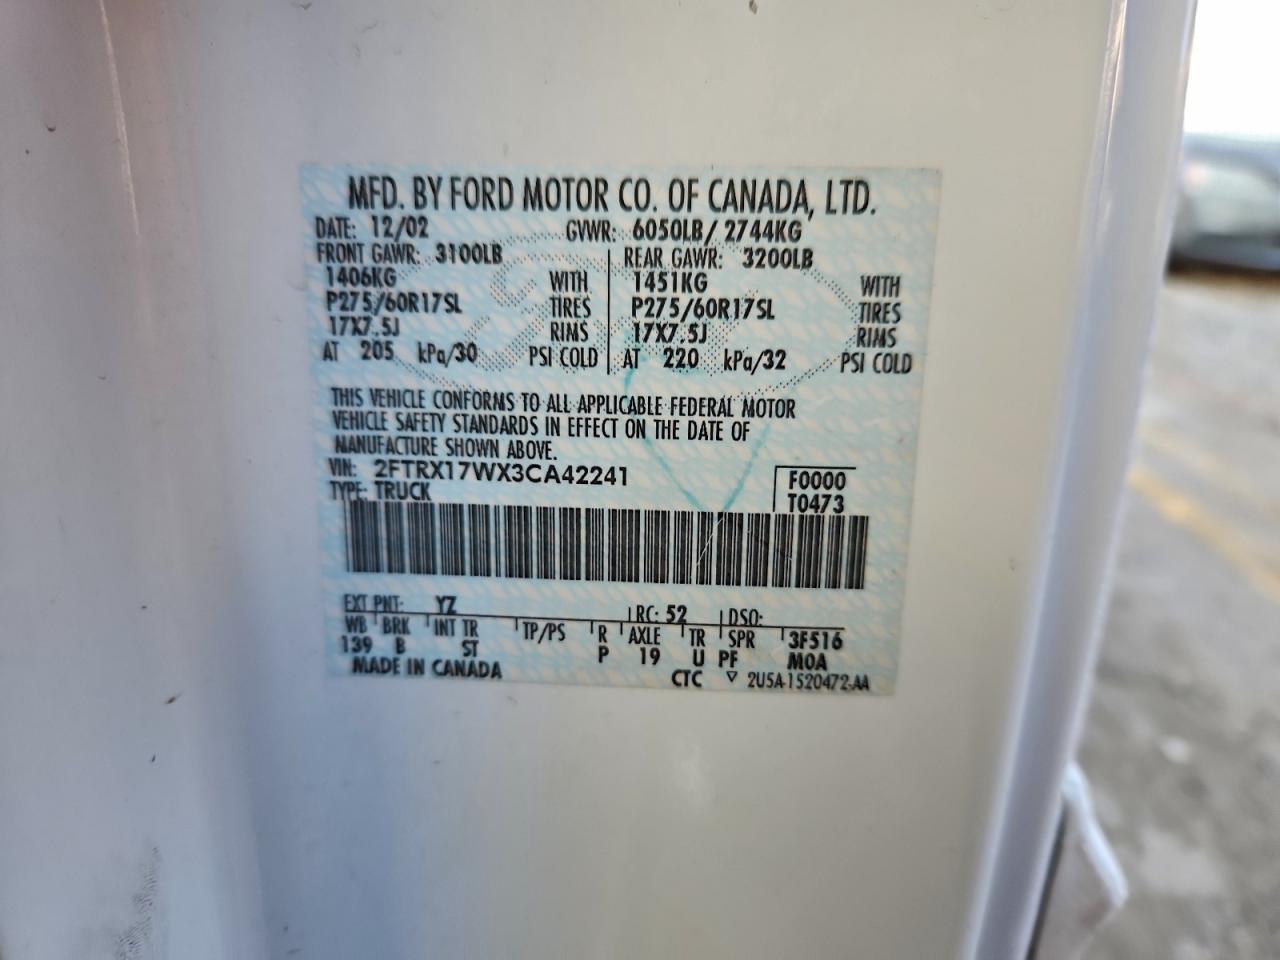 MFD. BY FORD MOTOR CO. OF CANADA, LTD.
DATE: 12/02 GVWR: 6050LB/ 2744KG
FRONT GAWR: 3100LB REAR GAWR: 3200LB
1406KG WITH 1451KG WITH
P275/60R17SL TIRES P275/60R17SL TIRES
17X7.5J RIMS 17X7.5J RIMS
AT 205 kPa/30 PSI COLD AT 220 kPa/32 PSI COLD
THIS VEHICLE CONFORMS TO ALL APPLICABLE FEDERAL MOTOR
VEHICLE SAFETY STANDARDS IN EFFECT ON THE DATE OF
MANUFACTURE SHOWN ABOVE.
VIN: 2FTRX17WX3CA42241 F0000
TYPE: TRUCK T0473
EXT PNT: YZ RC: 52 DSO:
WB BRK INT TR TP/PS R AXLE TR SPR 3F516
139 B ST P 19 U PF MOA
MADE IN CANADA CTC ▽ 2U5A-1520472-AA